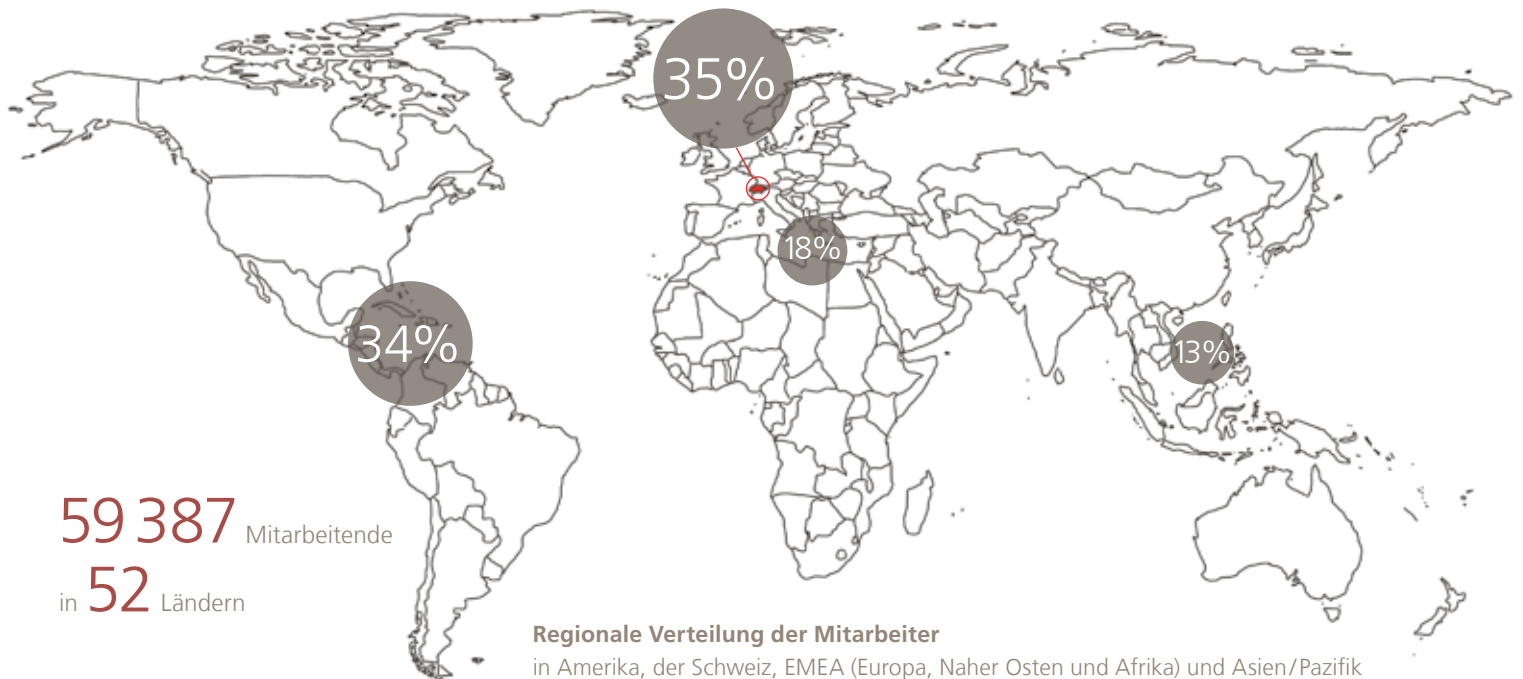 35%
18%
34%
13%
59 387 Mitarbeitende
in 52 Ländern
Regionale Verteilung der Mitarbeiter
in Amerika, der Schweiz, EMEA (Europa, Naher Osten und Afrika) und Asien/Pazifik